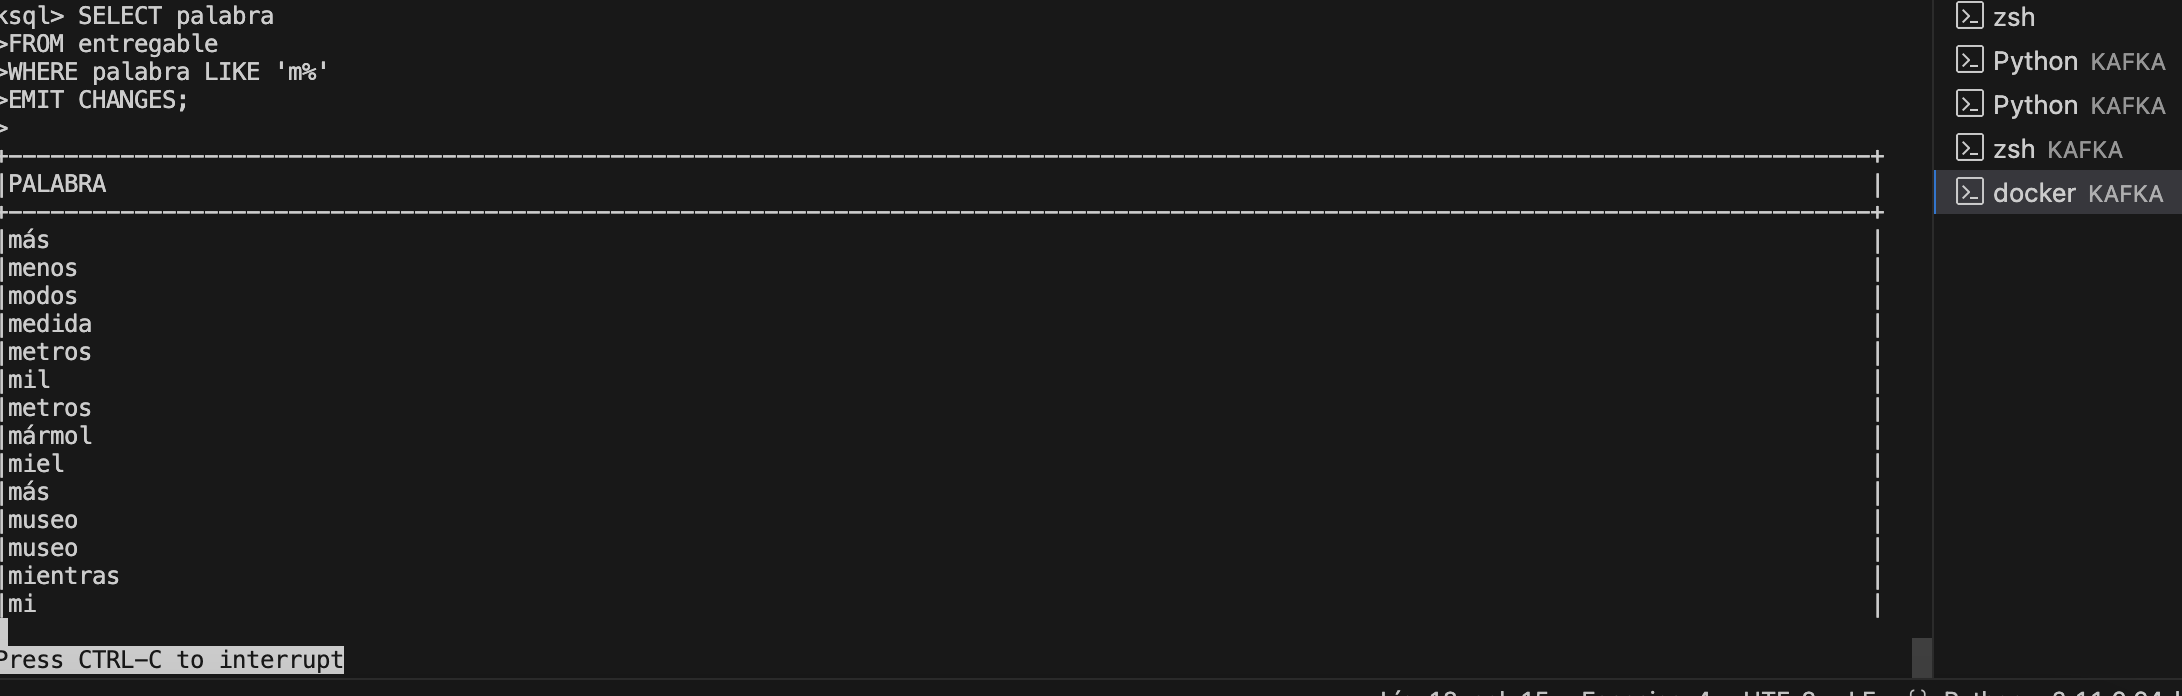 ksql> SELECT palabra
>FROM entregable
>WHERE palabra LIKE 'm%'
>EMIT CHANGES;
>
|PALABRA |
|más |
|menos |
|modos |
|medida |
|metros |
|mil |
|metros |
|mármol |
|miel |
|más |
|museo |
|museo |
|mientras |
|mi |
Press CTRL-C to interrupt
zsh
Python KAFKA
Python KAFKA
zsh KAFKA
docker KAFKA